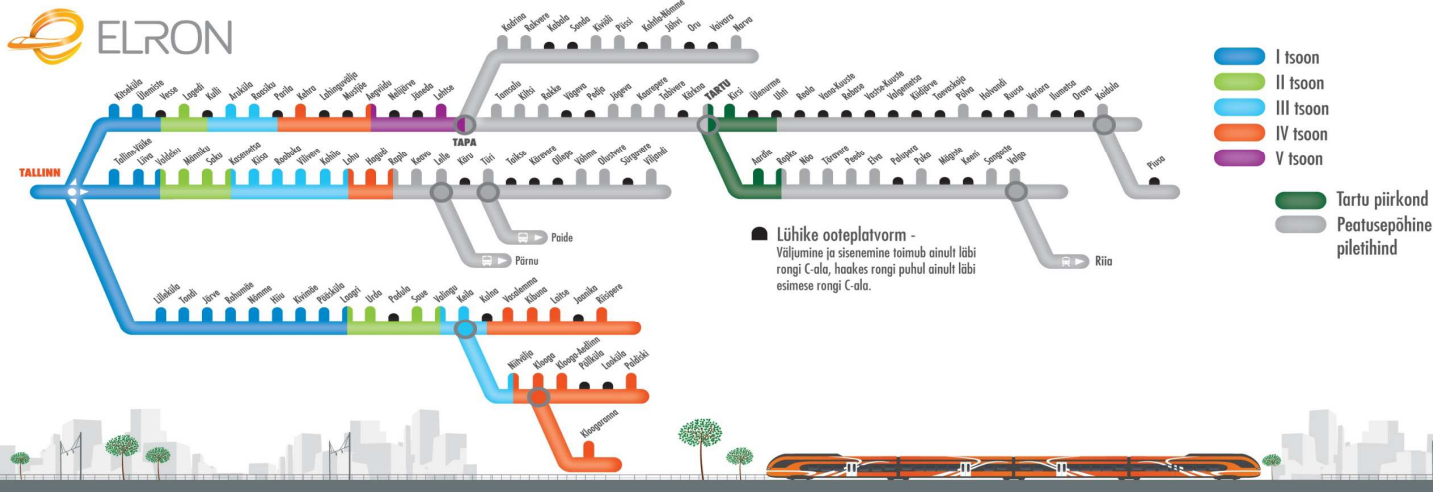 ELRON
I tsoon
II tsoon
III tsoon
IV tsoon
V tsoon
Tartu piirkond
Peatusepõhine
piletihind
Kadrina
Rakvere
Kabala
Sonda
Kiviõli
Püssi
Kohtla-Nõmme
Jõhvi
Oru
Vaivara
Narva
Kitseküla
Ülemiste
Vesse
Lagedi
Kulli
Aruküla
Raasiku
Parila
Kehra
Lahinguvälja
Mustjõe
Aegviidu
Nelijärve
Jäneda
Lehtse
TAPA
Tamsalu
Kiltsi
Rakke
Vägeva
Pedja
Jõgeva
Kaarepere
Tabivere
Kärkna
TARTU
Kirsi
Ülenurme
Uhti
Reola
Vana-Kuuste
Rebase
Vastse-Kuuste
Valgemetsa
Kiidjärve
Taevaskoja
Põlva
Holvandi
Ruusa
Veriora
Ilumetsa
Orava
Koidula
Piusa
TALLINN
Tallinn-Väike
Liiva
Valdeku
Männiku
Saku
Kasemetsa
Kiisa
Roobuka
Vilivere
Kohila
Lohu
Hagudi
Rapla
Keava
Lelle
Käru
Türi
Taikse
Kärevere
Ollepa
Võhma
Olustvere
Sürgavere
Viljandi
Paide
Pärnu
Aardla
Ropka
Nõo
Tõravere
Peedu
Elva
Palupera
Puka
Mägiste
Keeni
Sangaste
Valga
Riia
Lühike ooteplatvorm -
Väljumine ja sisenemine toimub ainult läbi
rongi C-ala, haakes rongi puhul ainult läbi
esimese rongi C-ala.
Lilleküla
Tondi
Järve
Rahumäe
Nõmme
Hiiu
Kivimäe
Pääsküla
Laagri
Urda
Padula
Saue
Valingu
Keila
Kulna
Vasalemma
Kibuna
Laitse
Jaanika
Riisipere
Niitvälja
Klooga
Klooga-Aedlinn
Põllküla
Laoküla
Paldiski
Kloogaranna